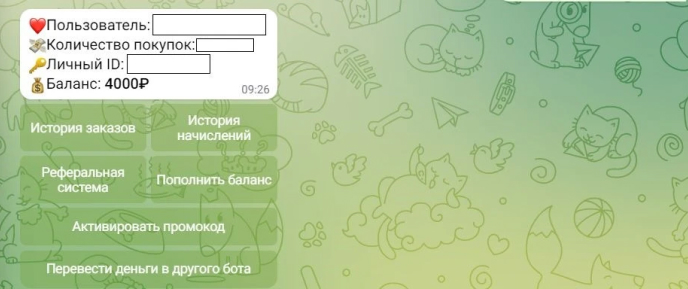 ❤️Пользователь:
💸Количество покупок:
🔑Личный ID:
💰Баланс: 4000₽
09:26
История заказов
История
начислений
Реферальная
система
Пополнить баланс
Активировать промокод
Перевести деньги в другого бота